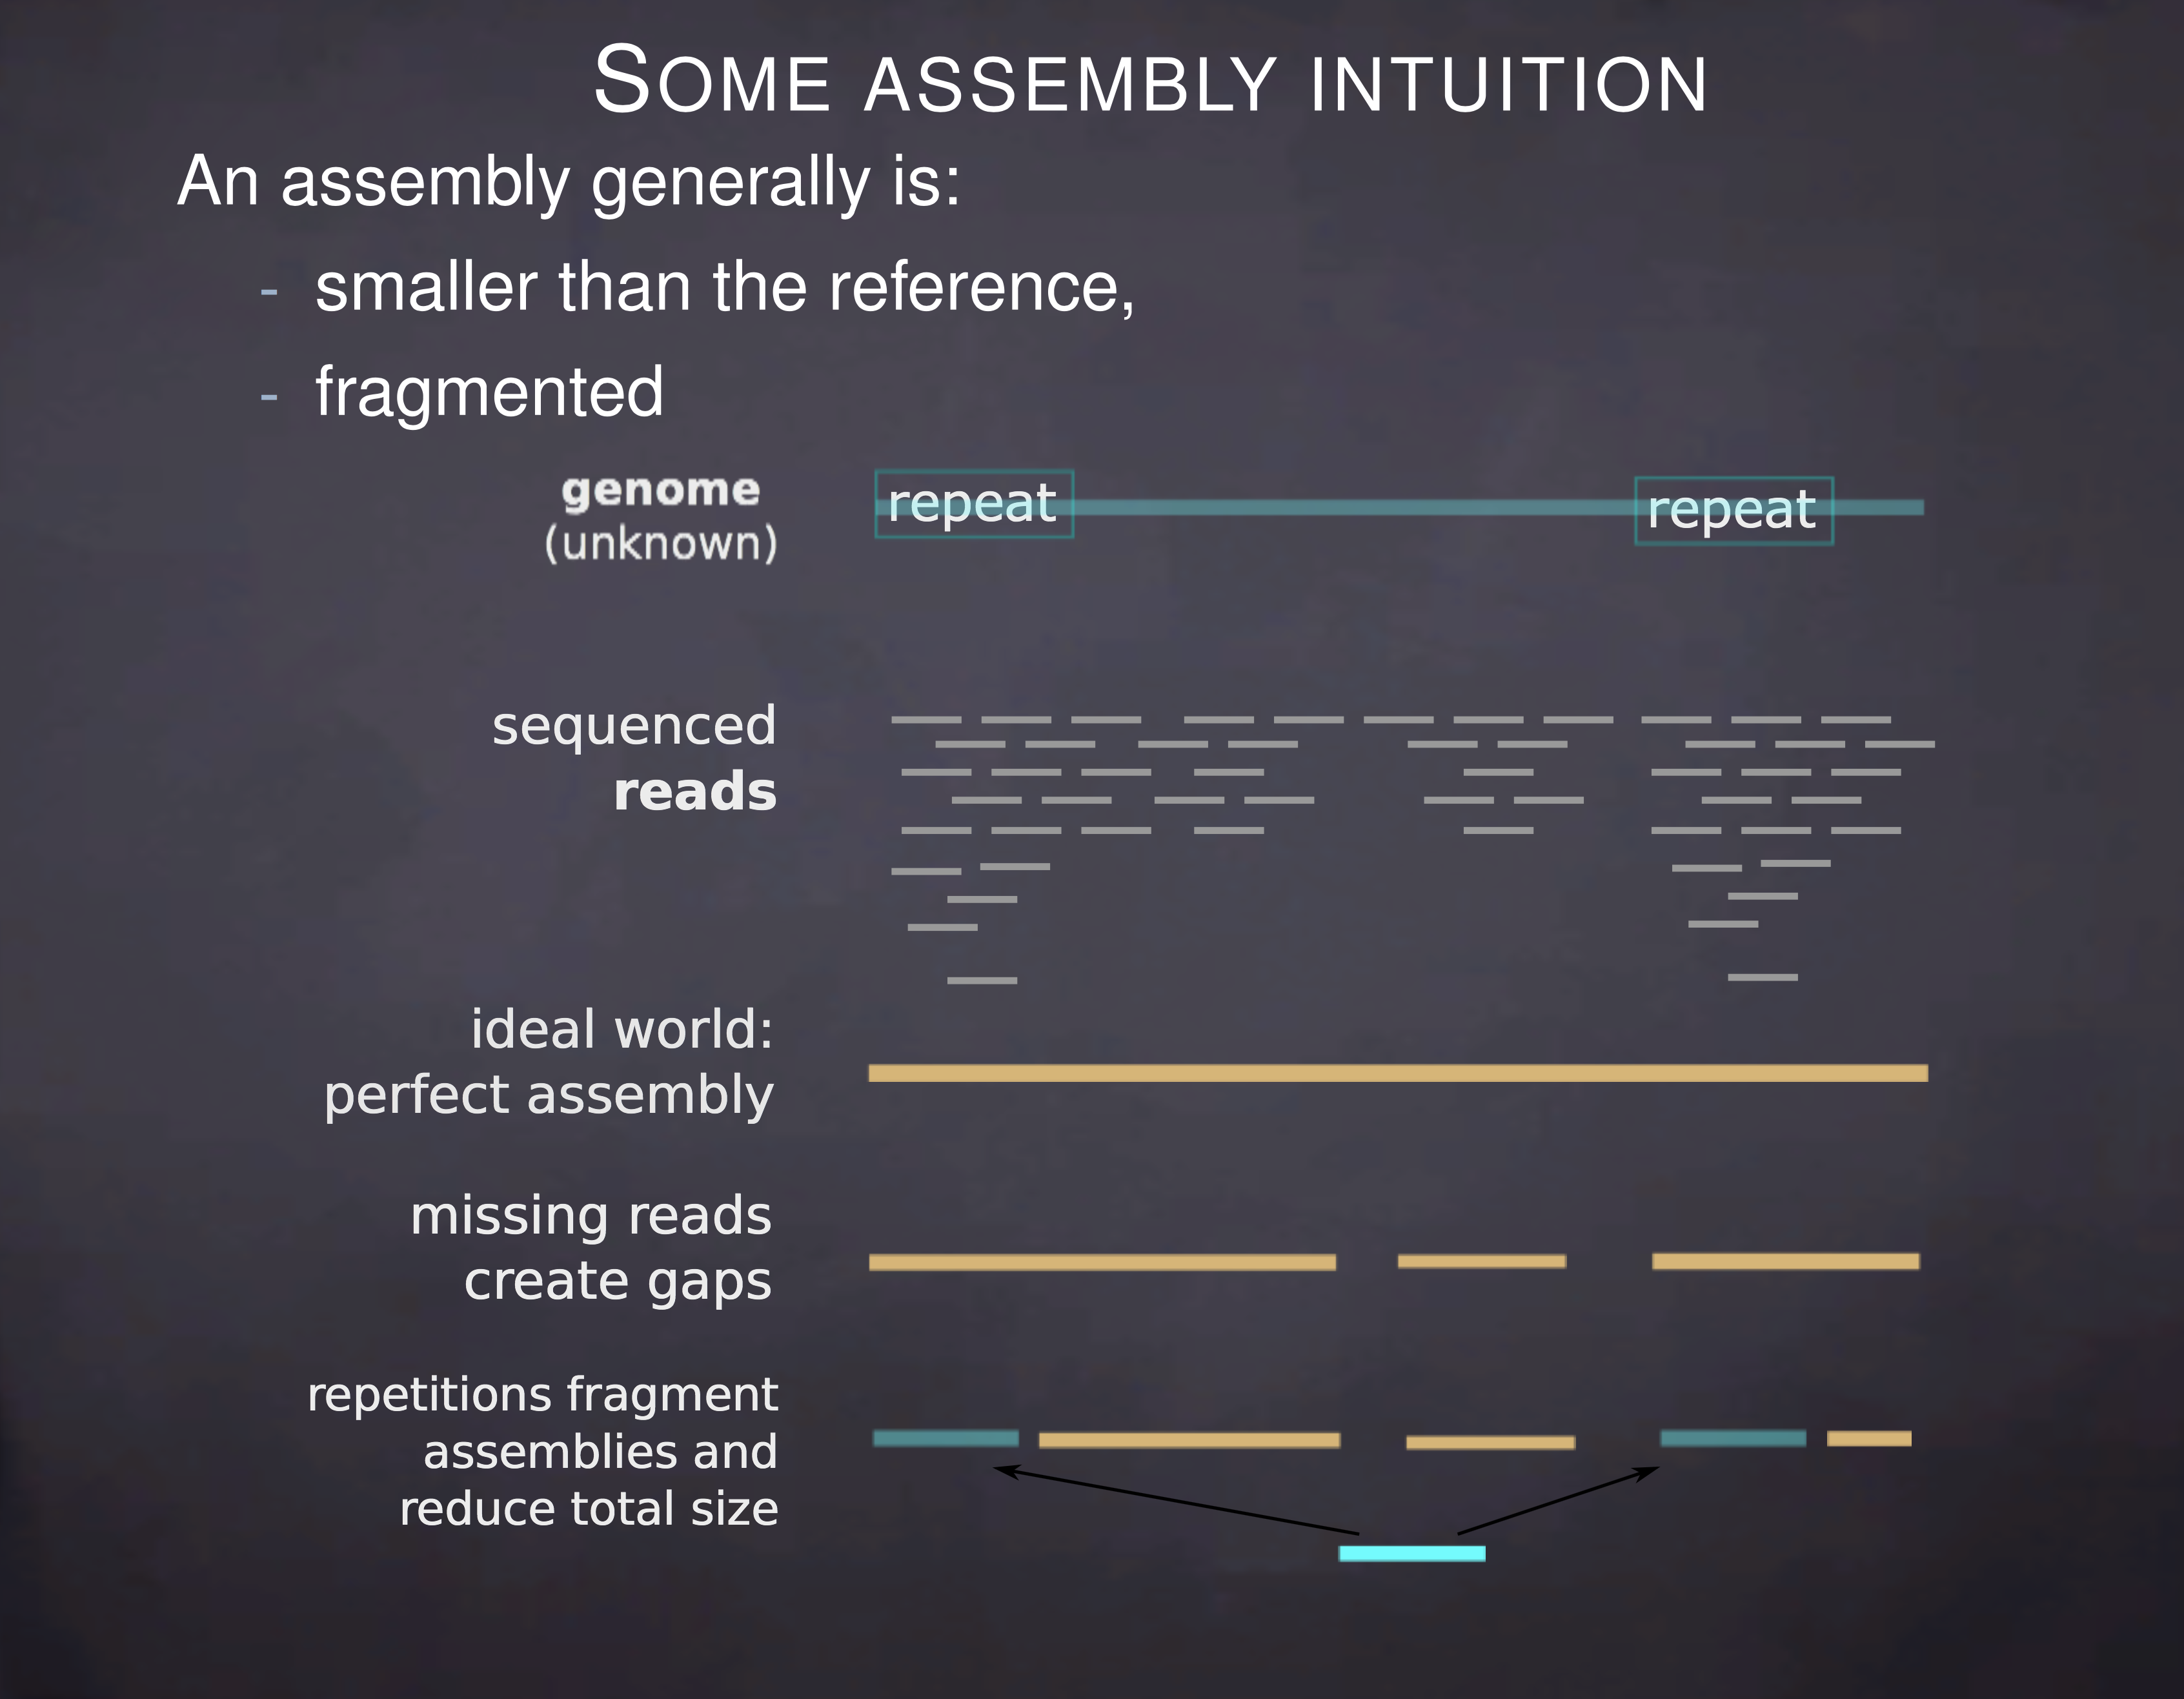 SOME ASSEMBLY INTUITION
An assembly generally is:
- smaller than the reference,
- fragmented
genome
(unknown)
repeat
repeat
sequenced
reads
ideal world:
perfect assembly
missing reads
create gaps
repetitions fragment
assemblies and
reduce total size